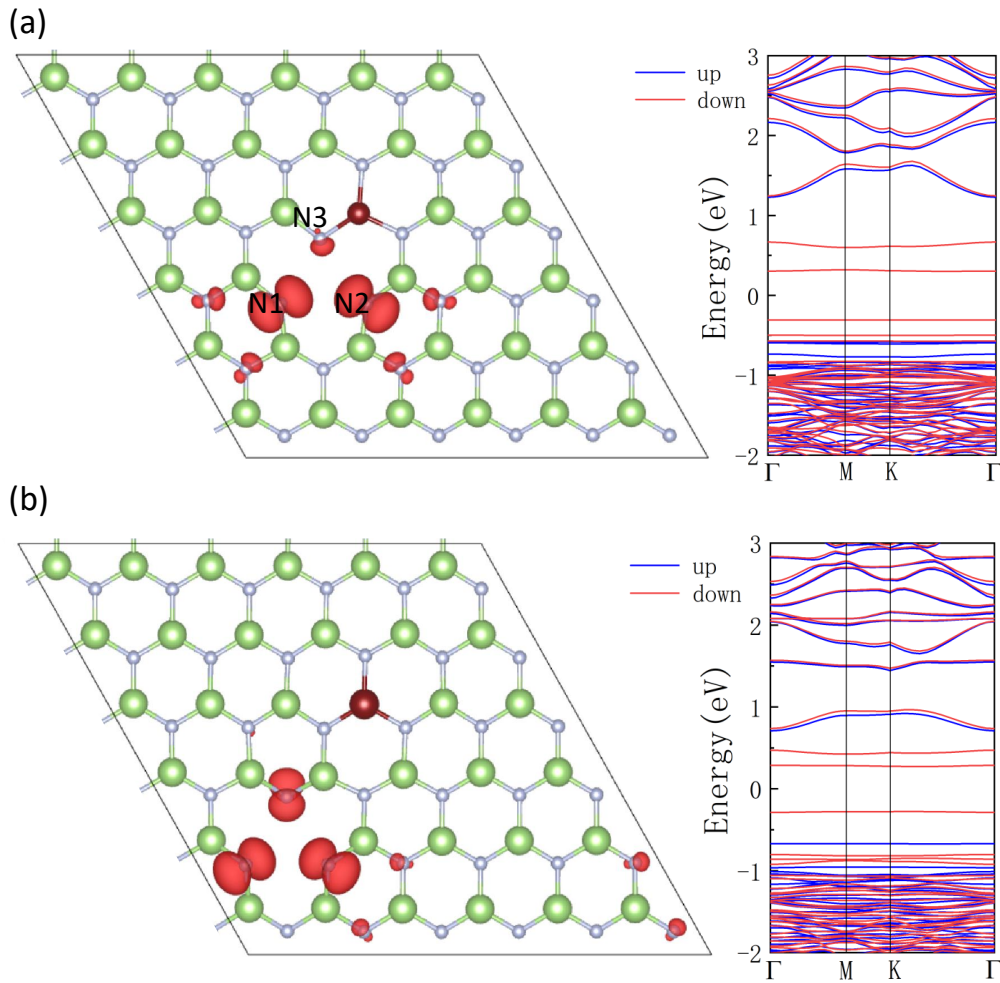 (a)
N3
N1
N2
up
down
Energy(eV)
3
2
1
0
-1
-2
Γ
M
K
Γ
(b)
up
down
Energy(eV)
3
2
1
0
-1
-2
Γ
M
K
Γ